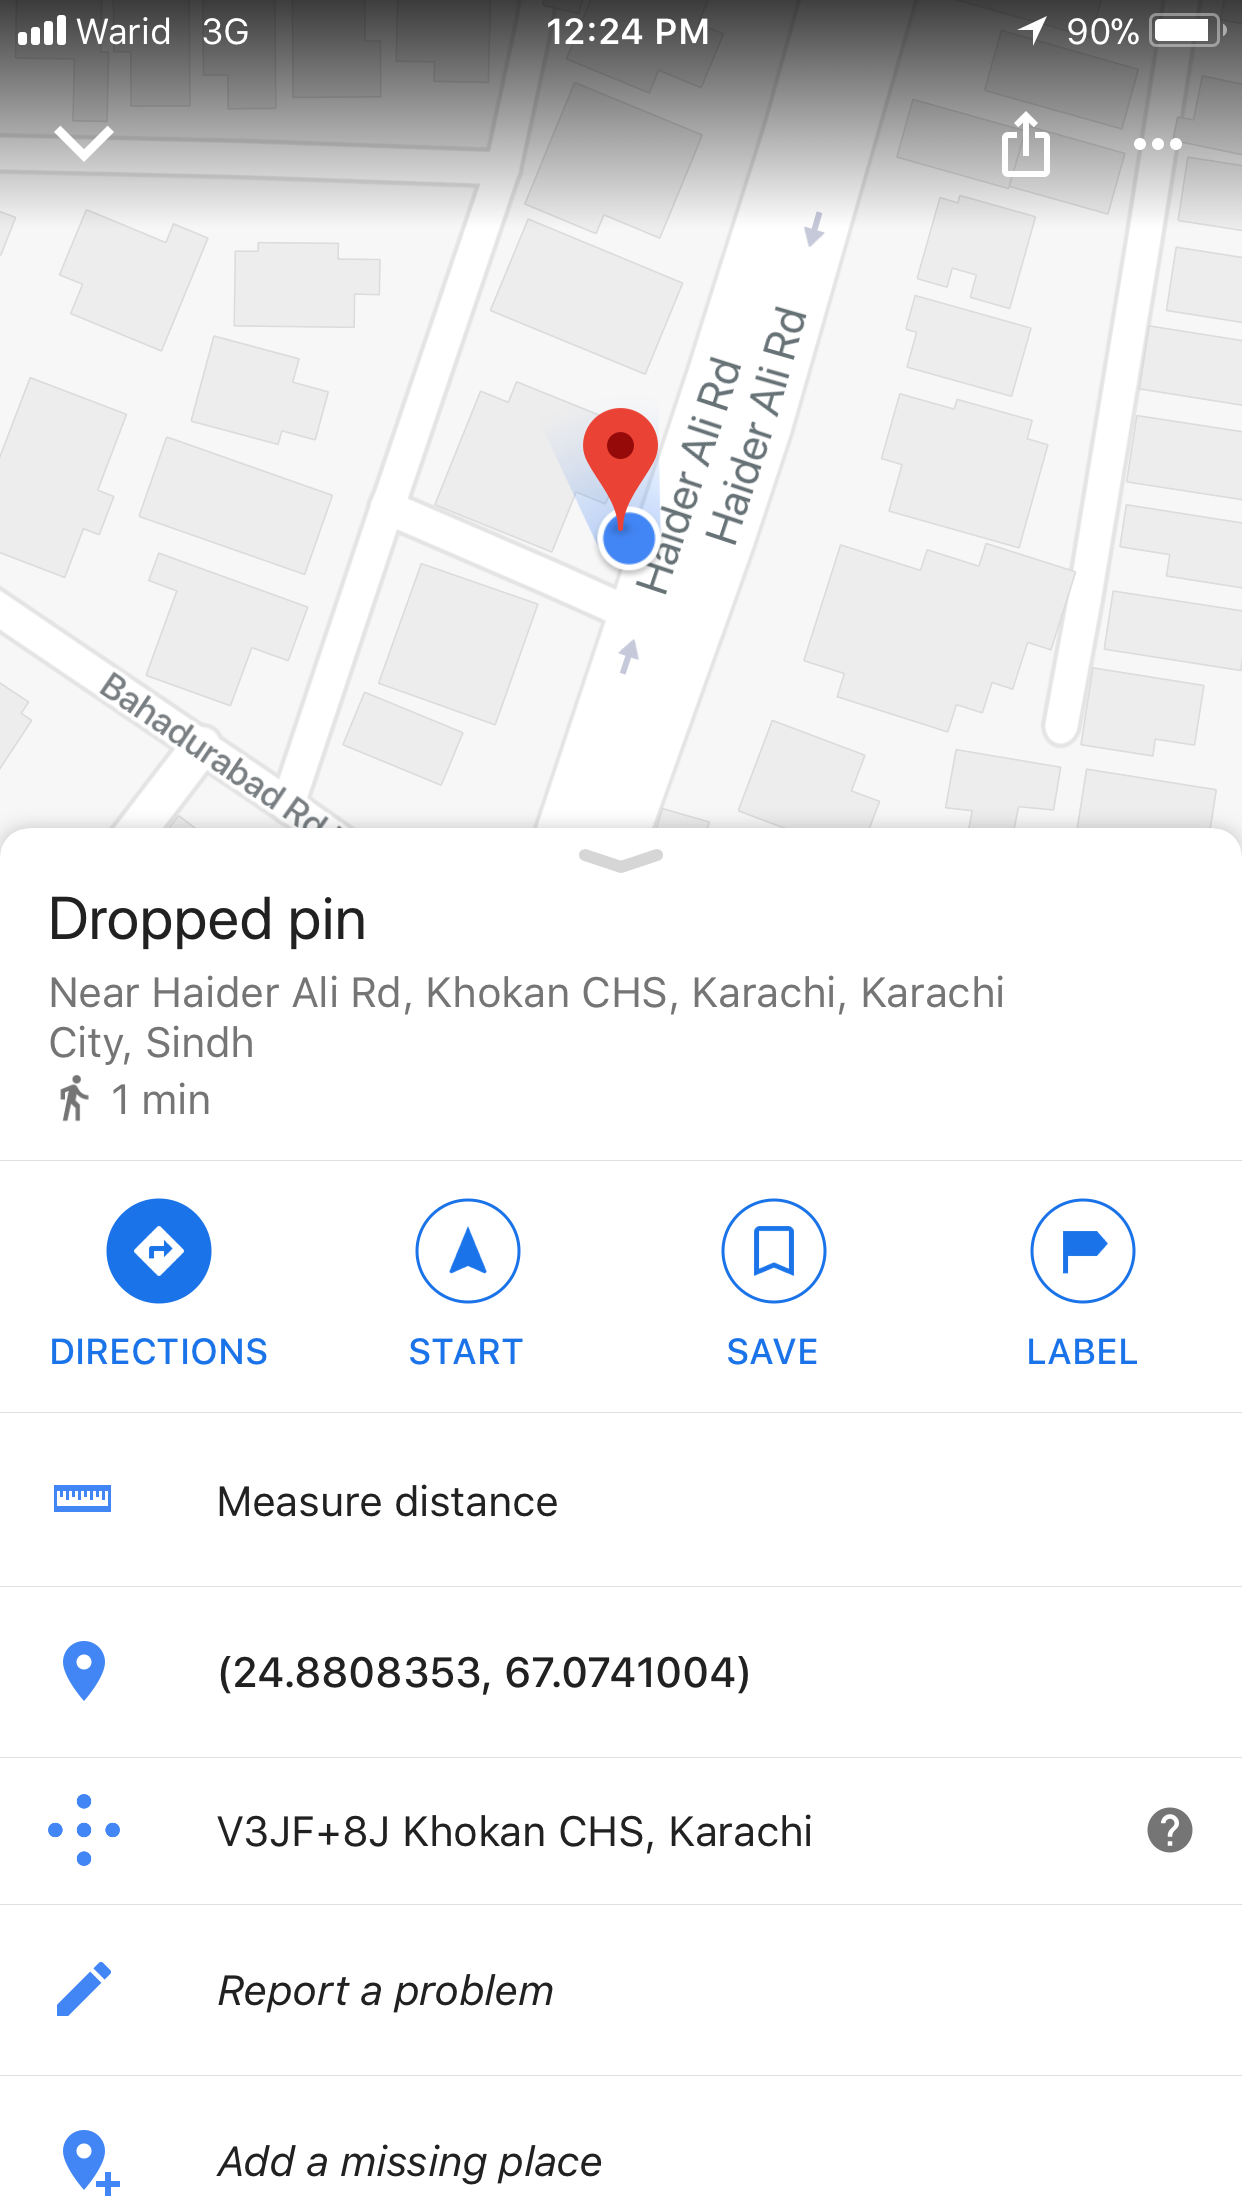 Warid 3G 12:24 PM 90%
Haider Ali Rd
Haider Ali Rd
Bahadurabad Rd
Dropped pin
Near Haider Ali Rd, Khokan CHS, Karachi, Karachi
City, Sindh
1 min
DIRECTIONS START SAVE LABEL
Measure distance
(24.8808353, 67.0741004)
V3JF+8J Khokan CHS, Karachi
Report a problem
Add a missing place